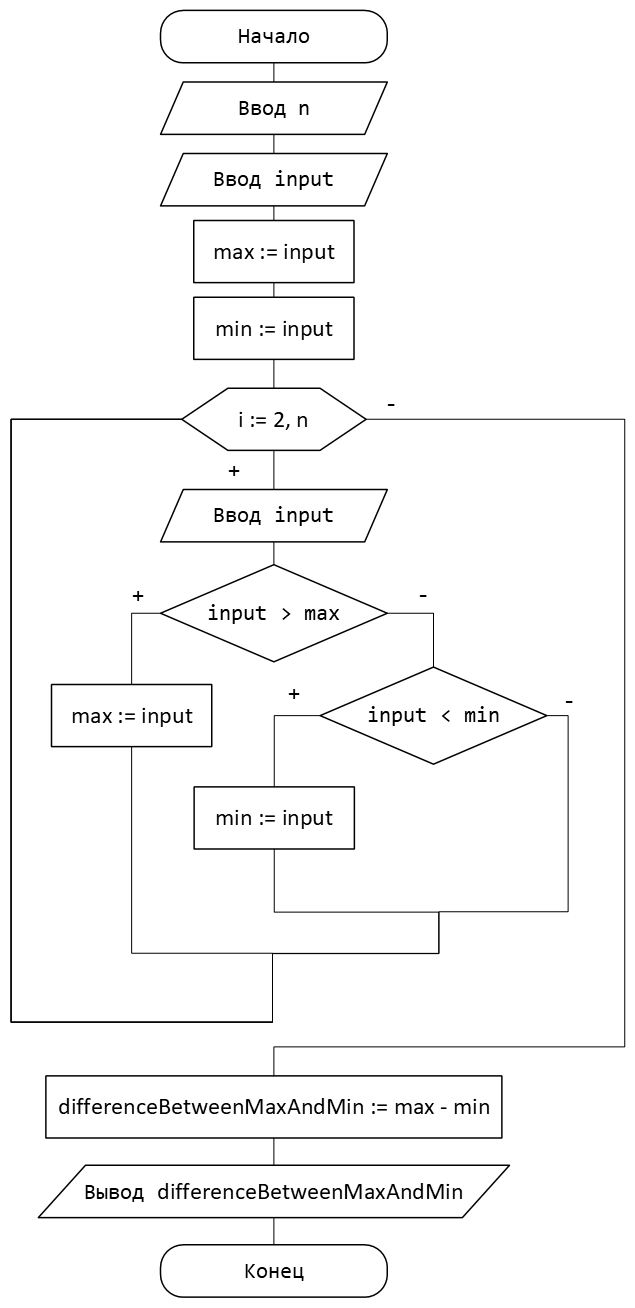 Начало
Ввод n
Ввод input
max := input
min := input
i := 2, n
-
+
Ввод input
input > max
+
-
max := input
input < min
+
-
min := input
differenceBetweenMaxAndMin := max - min
Вывод differenceBetweenMaxAndMin
Конец